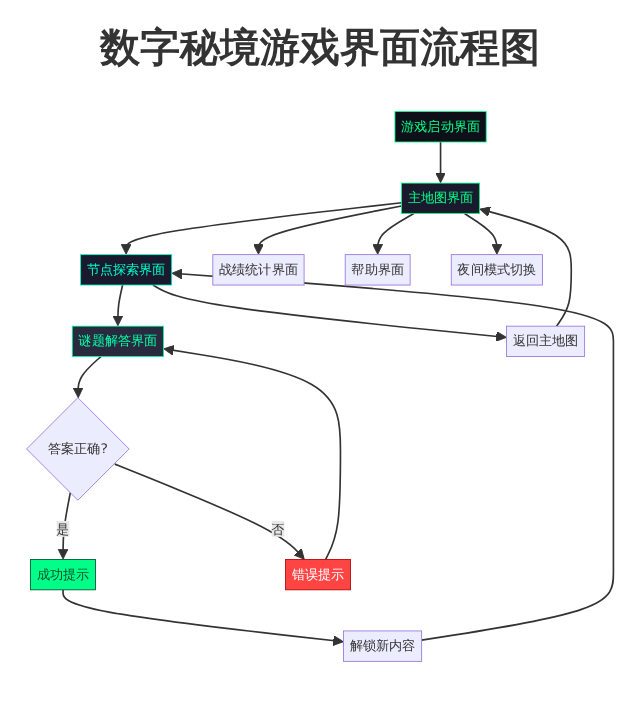 数字秘境游戏界面流程图
游戏启动界面
主地图界面
节点探索界面
战绩统计界面
帮助界面
夜间模式切换
谜题解答界面
返回主地图
答案正确?
是
否
成功提示
错误提示
解锁新内容